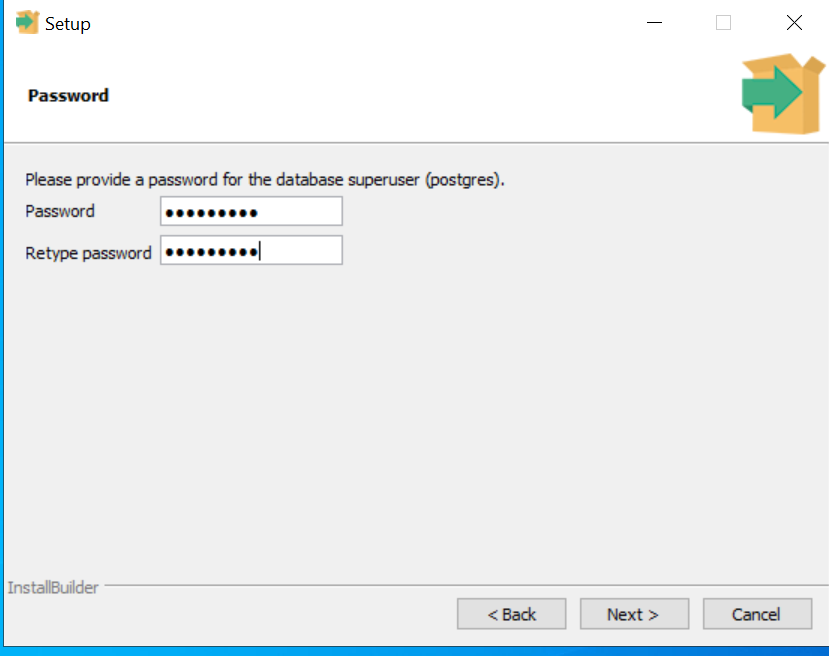 Setup
Password
Please provide a password for the database superuser (postgres).
Password •••••••••
Retype password •••••••••
InstallBuilder
< Back Next > Cancel